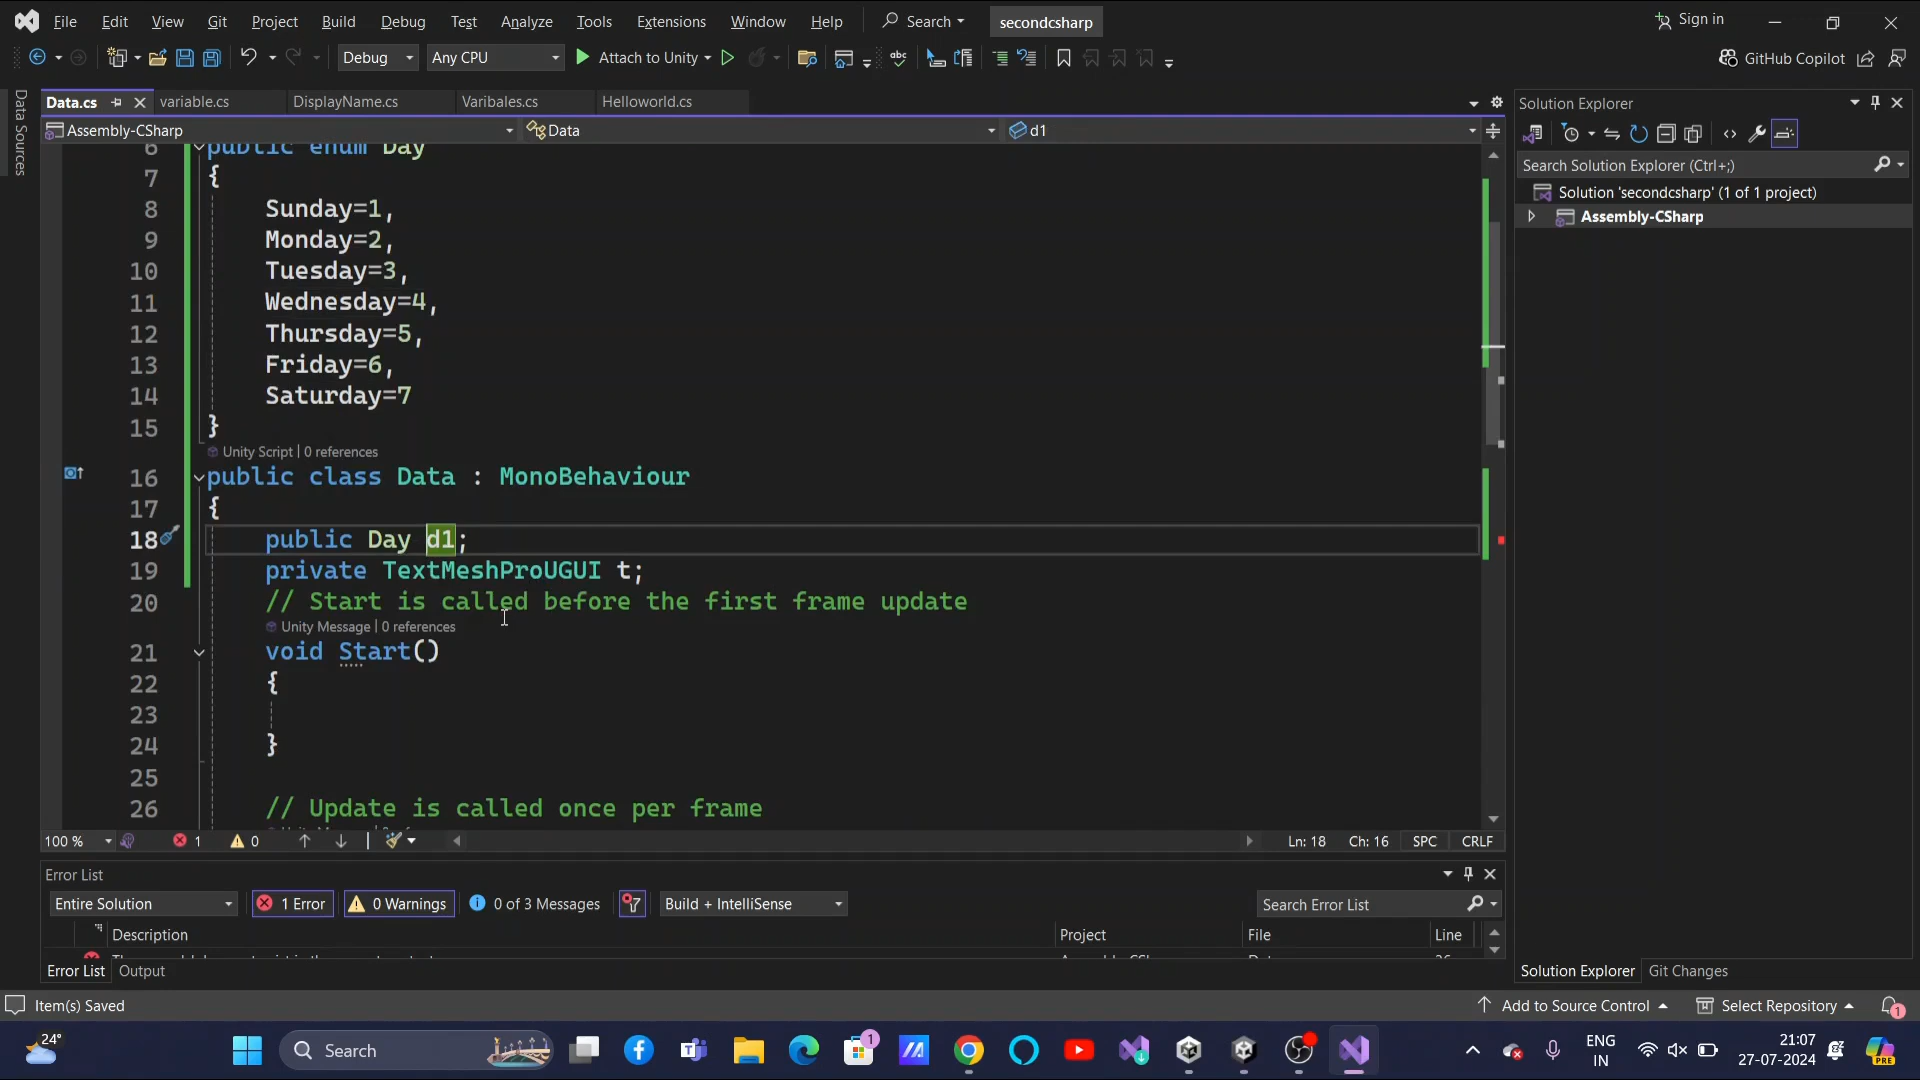 File Edit View Git Project Build Debug Test Analyze Tools Extensions Window Help Search secondcsharp Sign in
Debug Any CPU Attach to Unity GitHub Copilot
Data Sources
Data.cs variable.cs DisplayName.cs Varibales.cs Helloworld.cs
Assembly-CSharp Data d1
6 public enum Day
7 {
8 Sunday=1,
9 Monday=2,
10 Tuesday=3,
11 Wednesday=4,
12 Thursday=5,
13 Friday=6,
14 Saturday=7
15 }
Unity Script | 0 references
16 public class Data : MonoBehaviour
17 {
18 public Day d1;
19 private TextMeshProUGUI t;
20 // Start is called before the first frame update
Unity Message | 0 references
21 void Start()
22 {
23
24 }
25
26 // Update is called once per frame
100 % 1 0 Ln: 18 Ch: 16 SPC CRLF
Error List
Entire Solution 1 Error 0 Warnings 0 of 3 Messages Build + IntelliSense Search Error List
Description Project File Line
Error List Output
Solution Explorer
Search Solution Explorer (Ctrl+;)
Solution 'secondcsharp' (1 of 1 project)
Assembly-CSharp
Solution Explorer Git Changes
Item(s) Saved Add to Source Control Select Repository 1
24° Search 1 ENG IN 21:07 27-07-2024 PRE